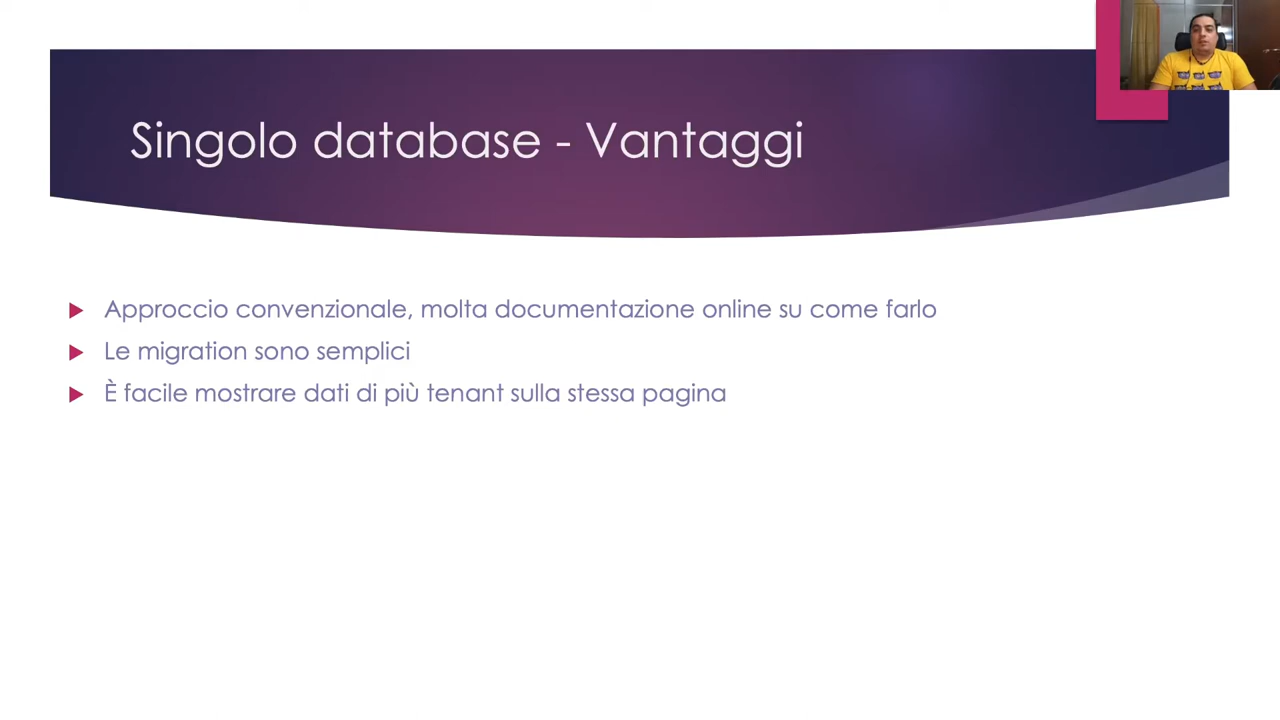 Singolo database - Vantaggi
Approccio convenzionale, molta documentazione online su come farlo
Le migration sono semplici
È facile mostrare dati di più tenant sulla stessa pagina